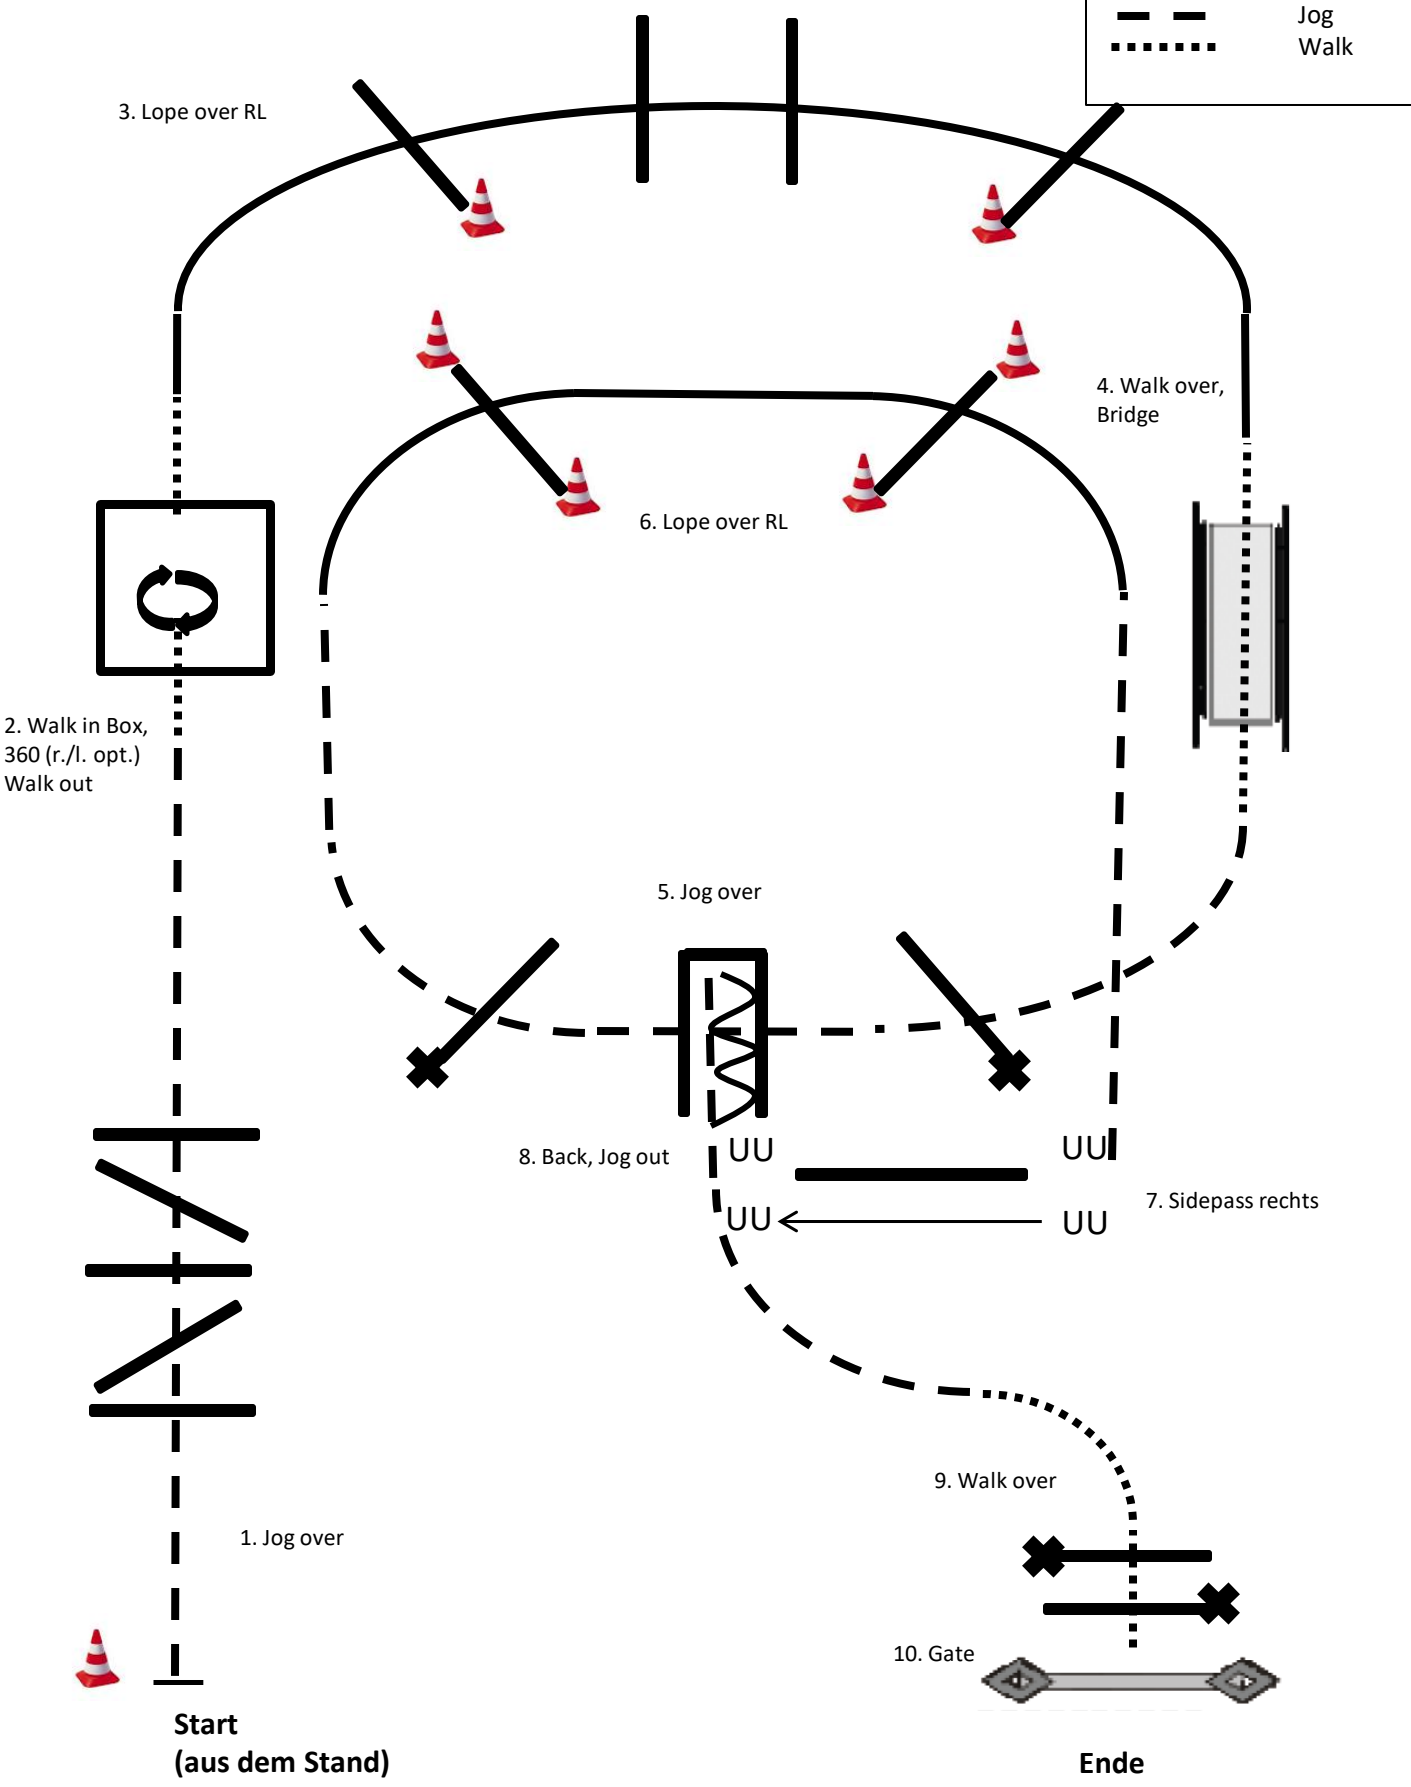 Jog
Walk
3. Lope over RL
4. Walk over,
Bridge
6. Lope over RL
2. Walk in Box,
360 (r./l. opt.)
Walk out
5. Jog over
8. Back, Jog out
UU
UU
7. Sidepass rechts
UU
UU
9. Walk over
1. Jog over
10. Gate
Start
(aus dem Stand)
Ende